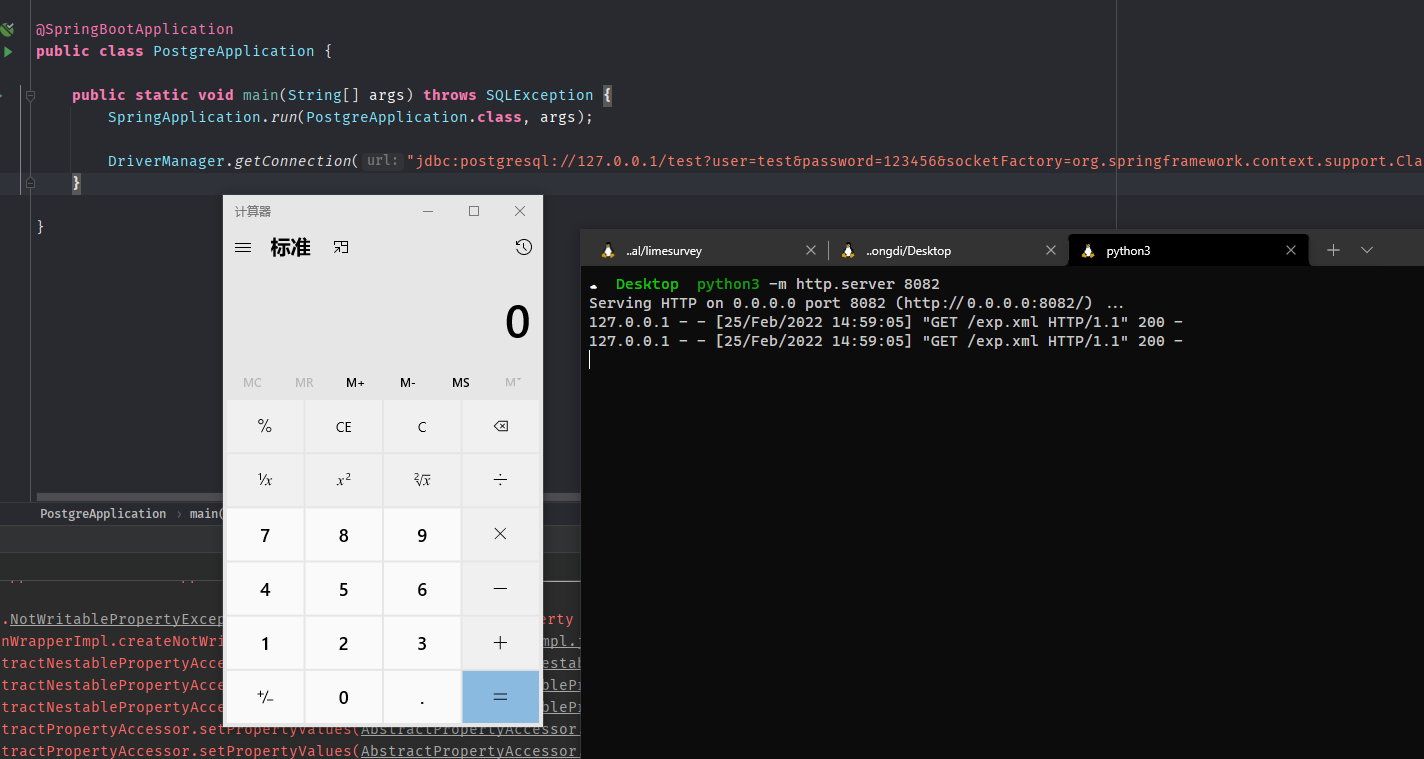 @SpringBootApplication
public class PostgreApplication {
public static void main(String[] args) throws SQLException {
SpringApplication.run(PostgreApplication.class, args);
DriverManager.getConnection( url: "jdbc:postgresql://127.0.0.1/test?user=test&password=123456&socketFactory=org.springframework.context.support.Cla
}
}
计算器
标准
0
MC MR M+ M- MS M˅
% CE C
⅟x x² ²√x ÷
7 8 9 ×
4 5 6 −
1 2 3 +
+/− 0 . =
..al/limesurvey
..ongdi/Desktop
python3
Desktop python3 -m http.server 8082
Serving HTTP on 0.0.0.0 port 8082 (http://0.0.0.0:8082/) ...
127.0.0.1 - - [25/Feb/2022 14:59:05] "GET /exp.xml HTTP/1.1" 200 -
127.0.0.1 - - [25/Feb/2022 14:59:05] "GET /exp.xml HTTP/1.1" 200 -
PostgreApplication › main(
.NotWritablePropertyExcep erty
nWrapperImpl.createNotWri mpl.j
tractNestablePropertyAcce estab
tractNestablePropertyAcce blePr
tractNestablePropertyAcce blePr
tractPropertyAccessor.setPropertyValues(AbstractPropertyAccessor.
tractPropertyAccessor.setPropertyValues(AbstractPropertyAccessor.